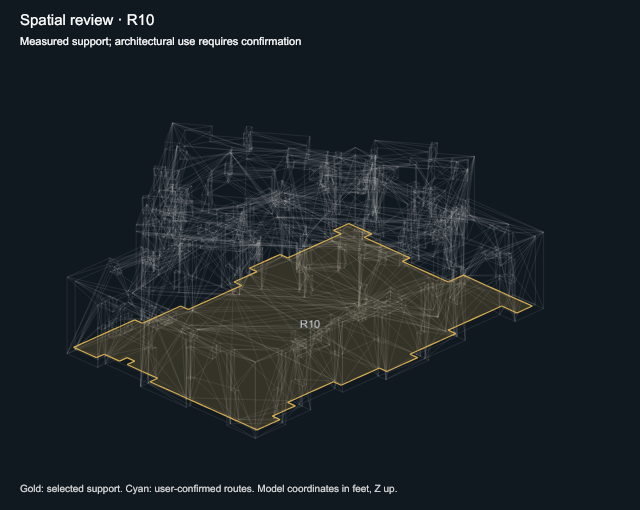 Spatial review · R10
Measured support; architectural use requires confirmation
R10
Gold: selected support. Cyan: user-confirmed routes. Model coordinates in feet, Z up.